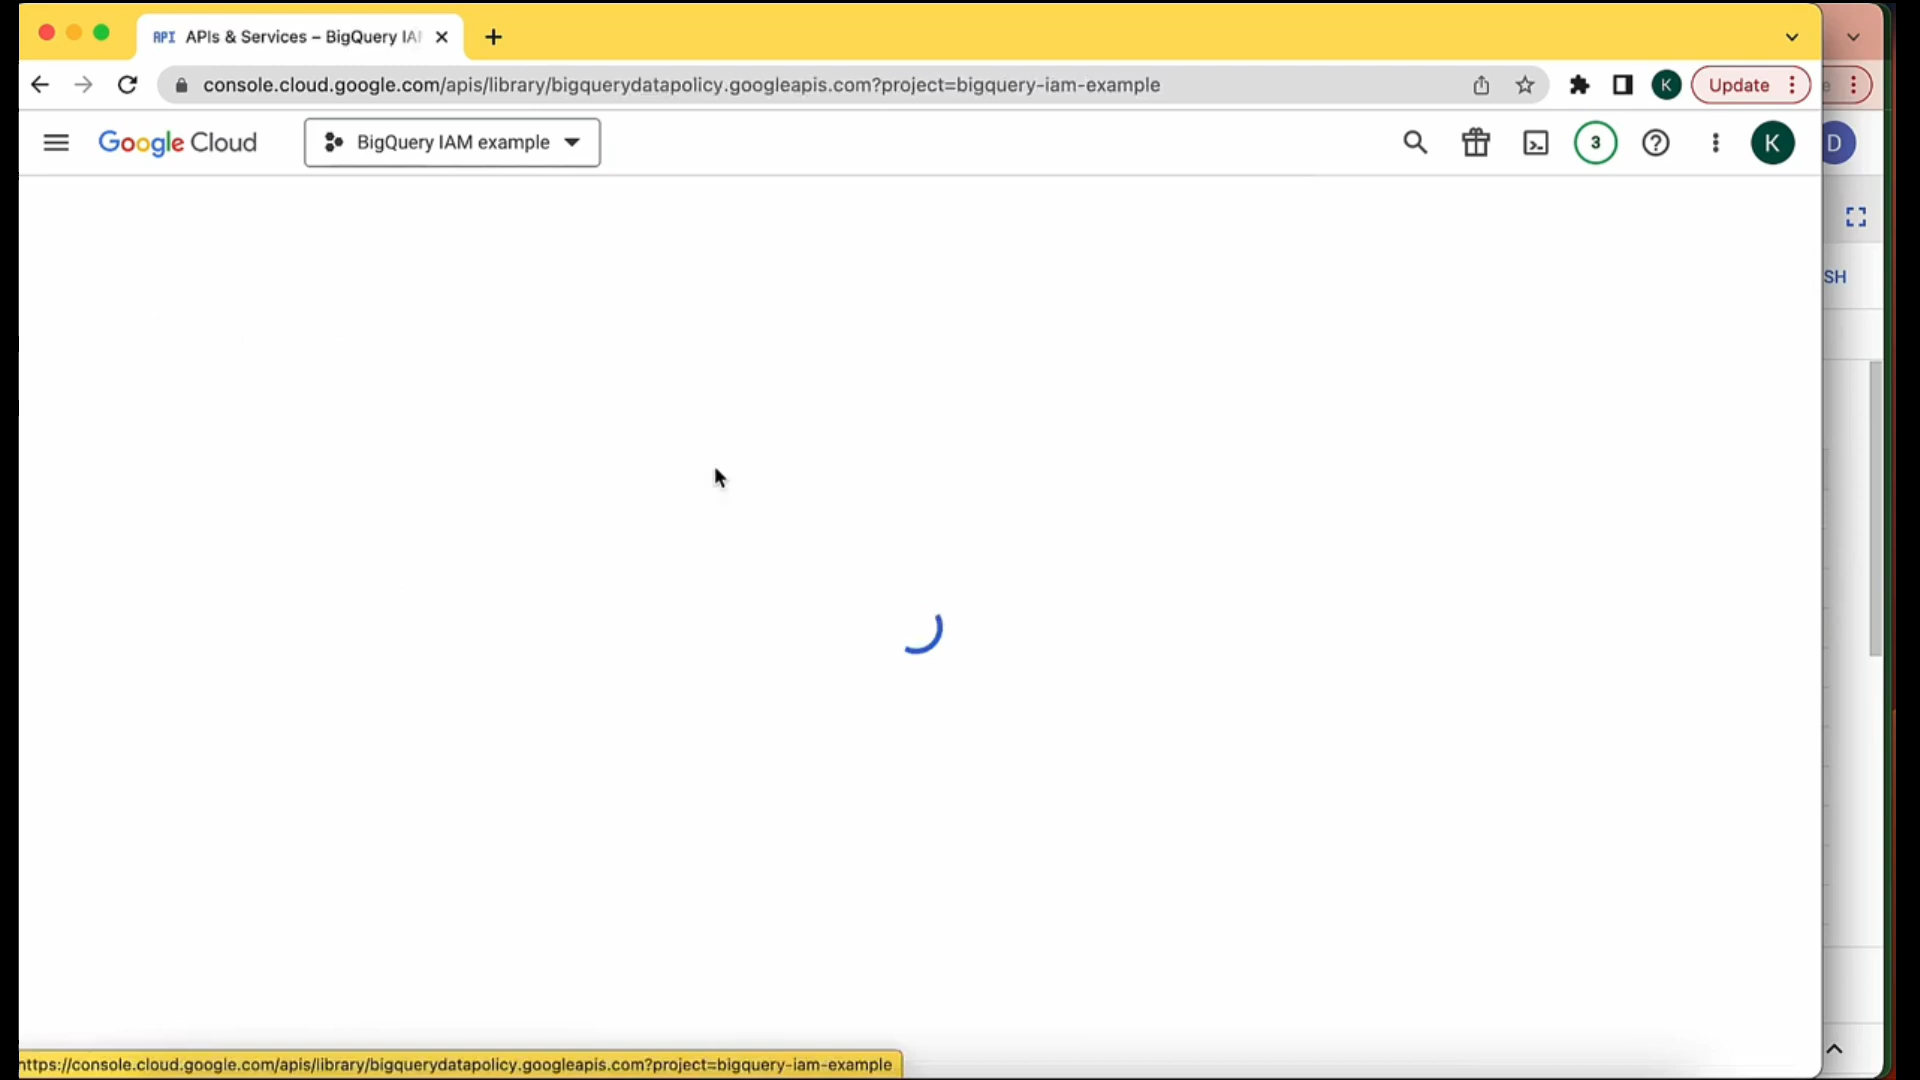 API APIs & Services – BigQuery IA
console.cloud.google.com/apis/library/bigquerydatapolicy.googleapis.com?project=bigquery-iam-example
K
Update
e
Google Cloud
BigQuery IAM example
3
K
D
SH
https://console.cloud.google.com/apis/library/bigquerydatapolicy.googleapis.com?project=bigquery-iam-example